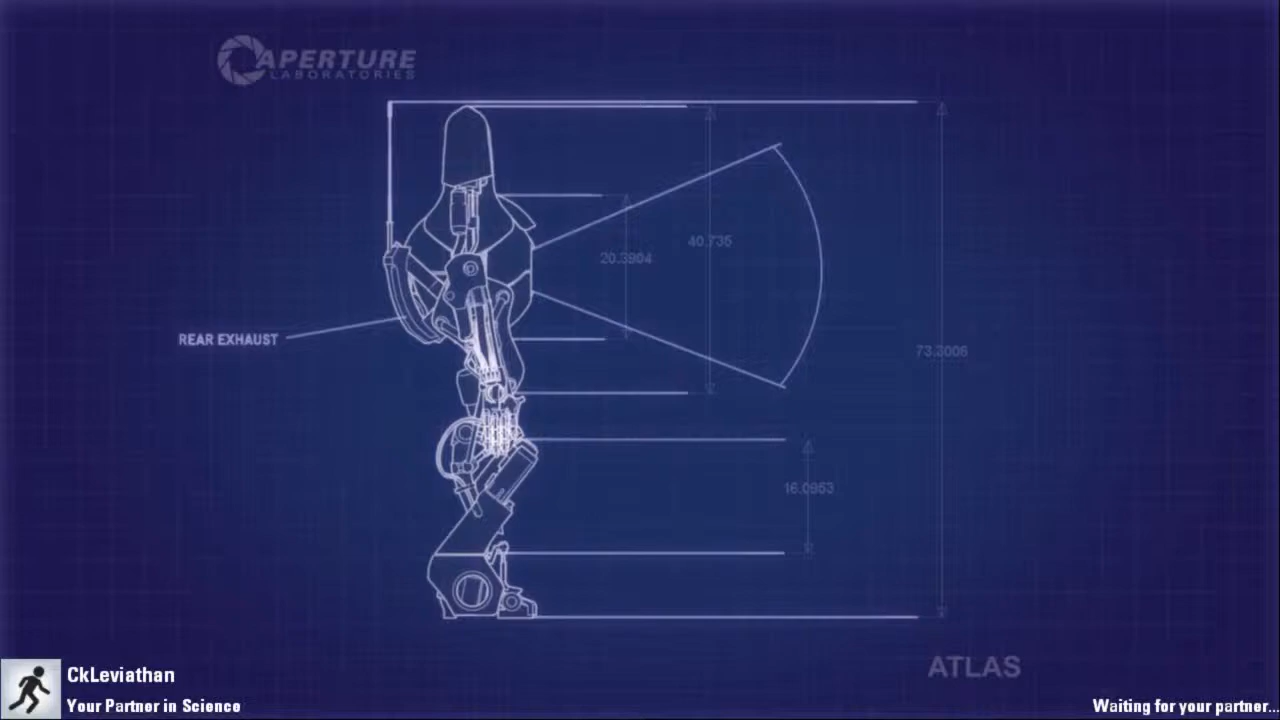 APERTURE
LABORATORIES
20.3904
40.735
REAR EXHAUST
73.3006
16.0953
ATLAS
CkLeviathan
Your Partner in Science
Waiting for your partner...